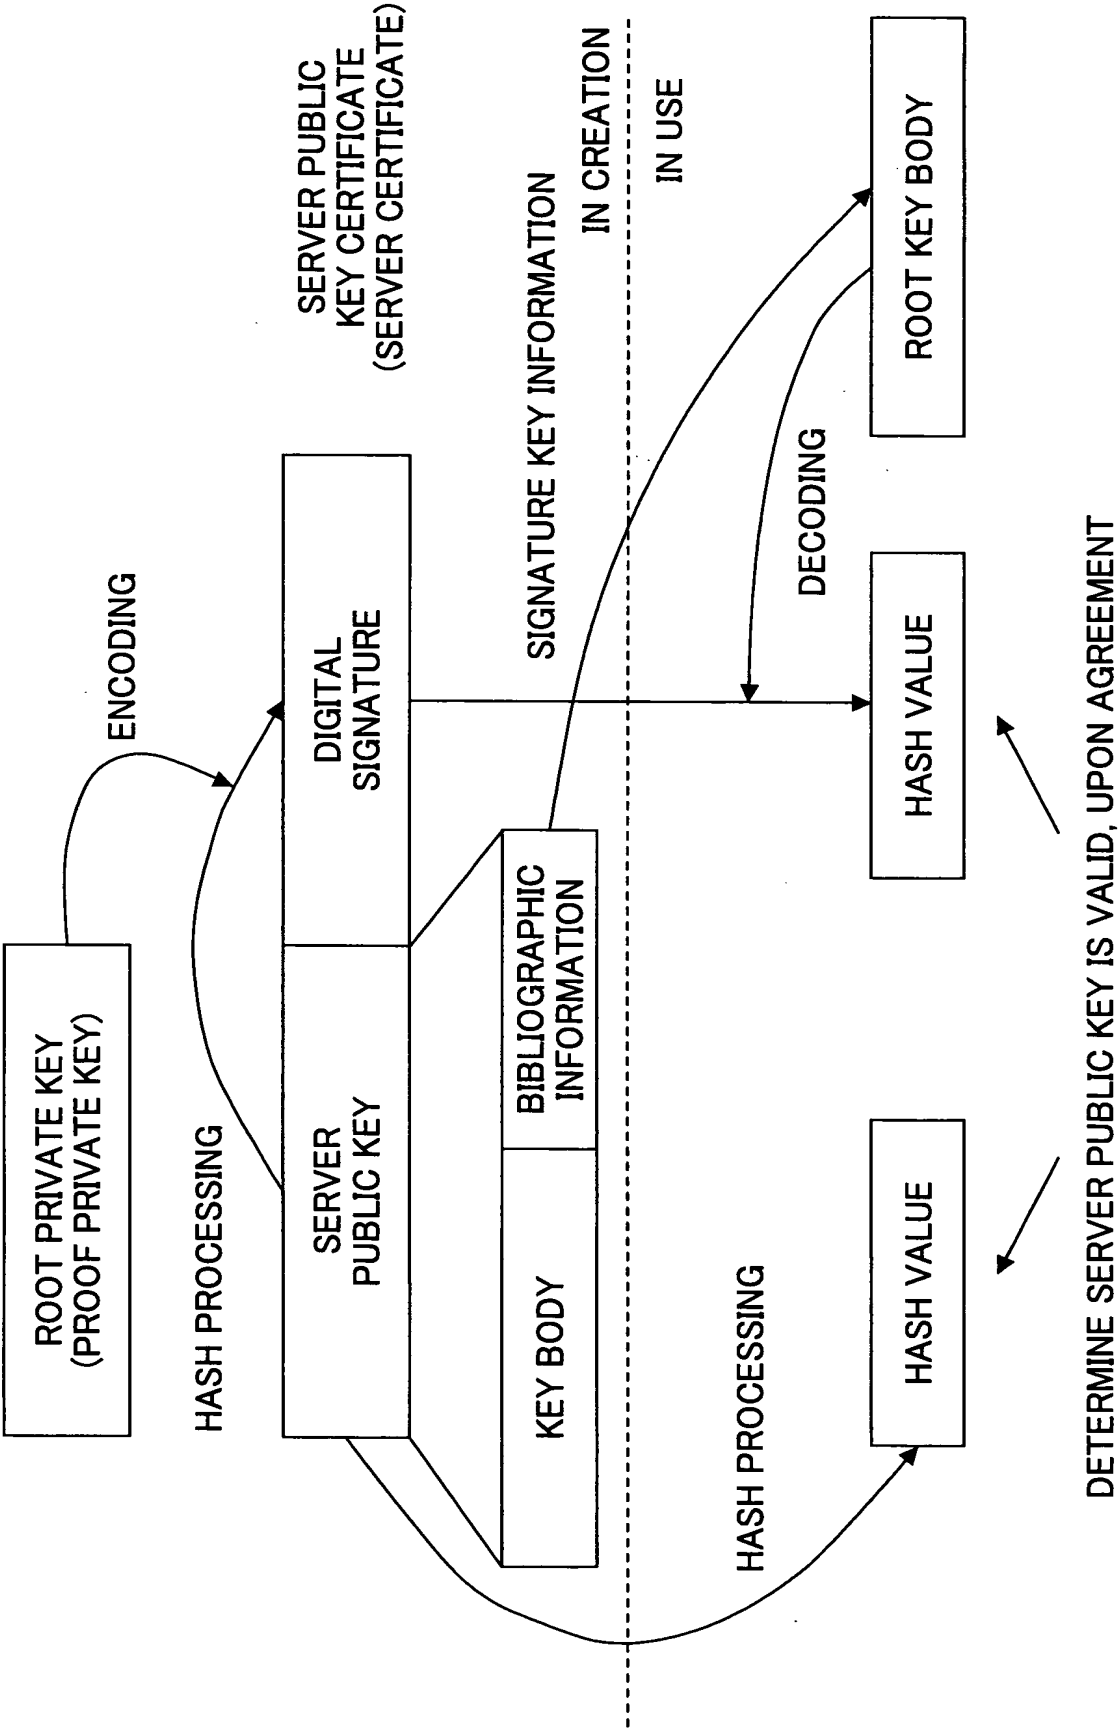 ROOT PRIVATE KEY
(PROOF PRIVATE KEY)
ENCODING
HASH PROCESSING
SERVER PUBLIC
KEY CERTIFICATE
(SERVER CERTIFICATE)
SERVER
PUBLIC KEY
DIGITAL
SIGNATURE
KEY BODY
BIBLIOGRAPHIC
INFORMATION
SIGNATURE KEY INFORMATION
IN CREATION
IN USE
HASH PROCESSING
DECODING
HASH VALUE
HASH VALUE
ROOT KEY BODY
DETERMINE SERVER PUBLIC KEY IS VALID, UPON AGREEMENT